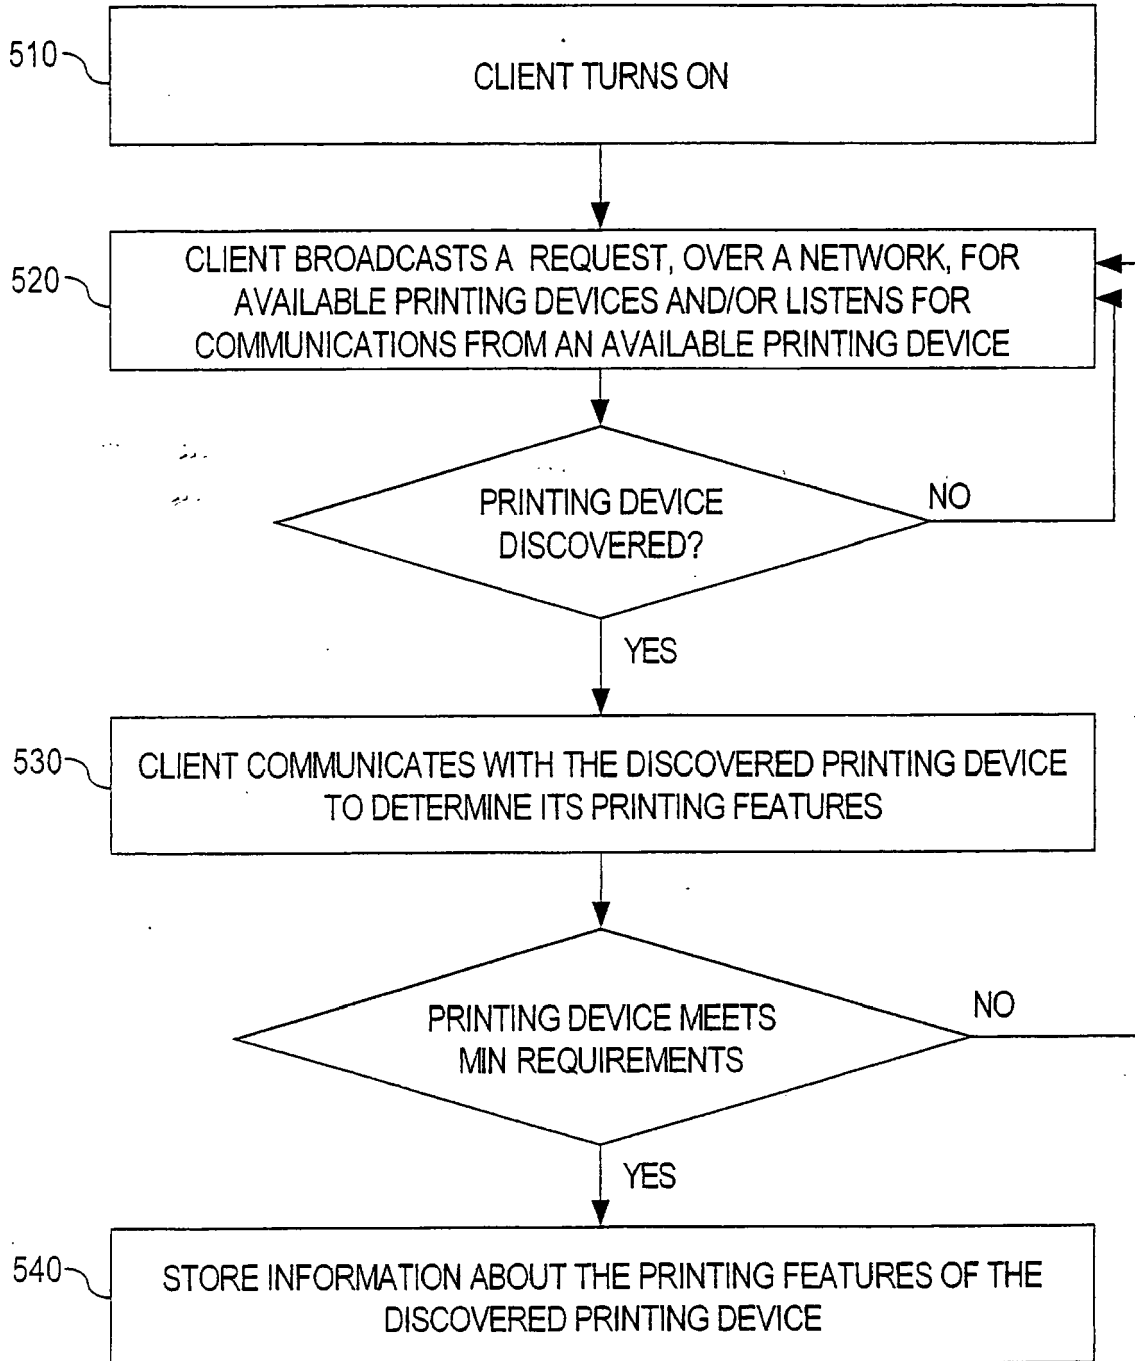 510
CLIENT TURNS ON
520
CLIENT BROADCASTS A REQUEST, OVER A NETWORK, FOR
AVAILABLE PRINTING DEVICES AND/OR LISTENS FOR
COMMUNICATIONS FROM AN AVAILABLE PRINTING DEVICE
PRINTING DEVICE
DISCOVERED?
NO
YES
530
CLIENT COMMUNICATES WITH THE DISCOVERED PRINTING DEVICE
TO DETERMINE ITS PRINTING FEATURES
PRINTING DEVICE MEETS
MIN REQUIREMENTS
NO
YES
540
STORE INFORMATION ABOUT THE PRINTING FEATURES OF THE
DISCOVERED PRINTING DEVICE